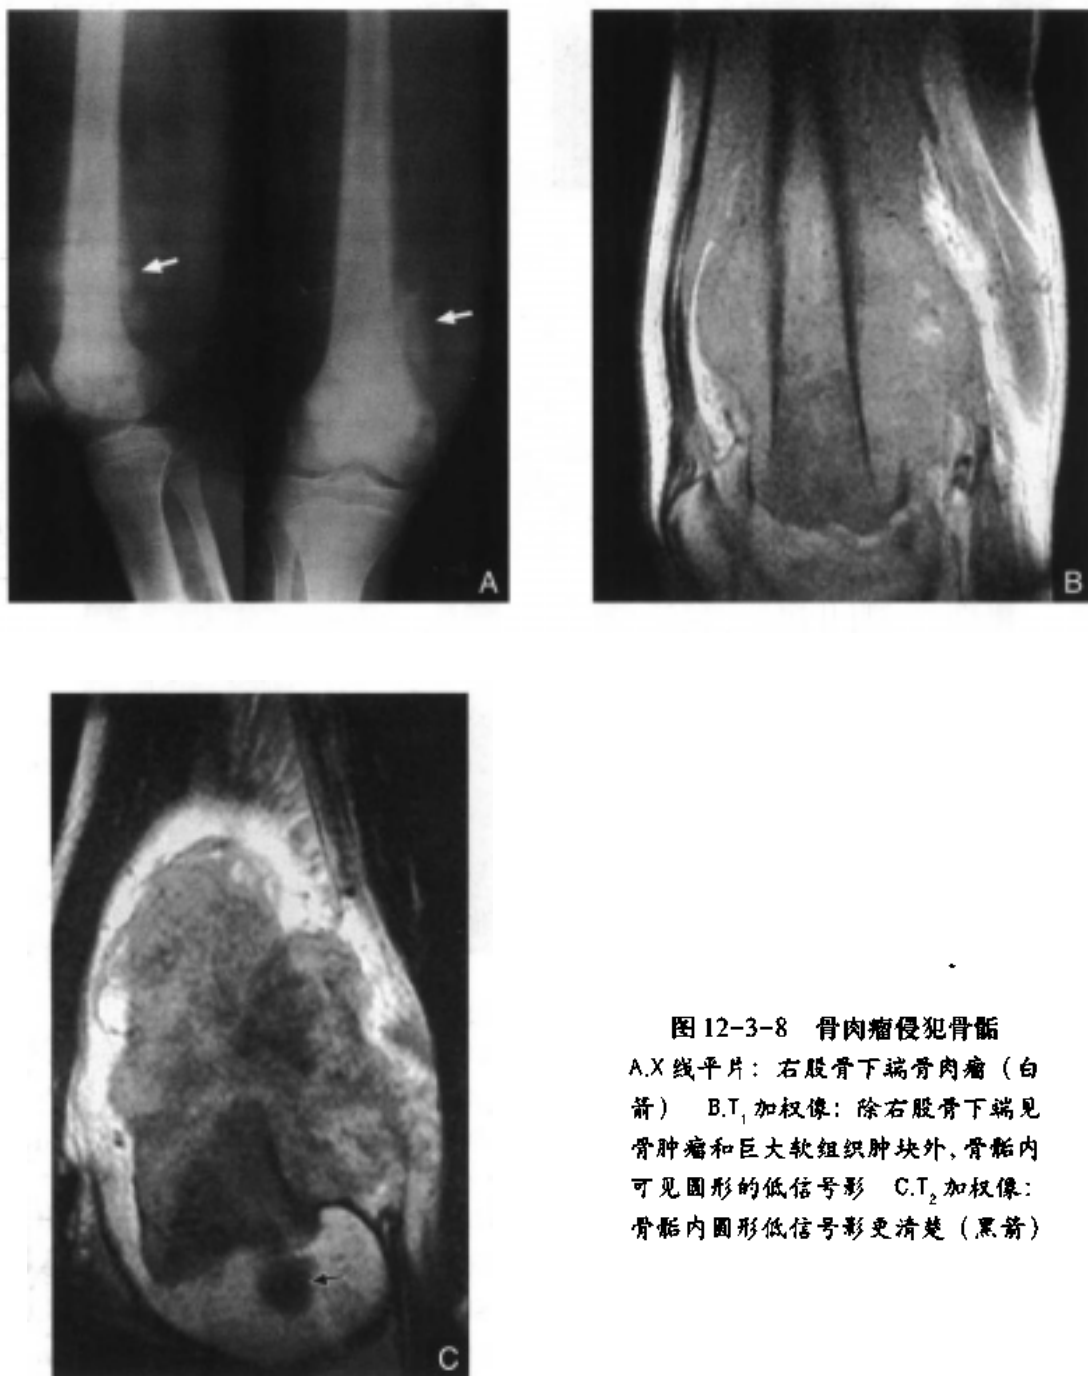 A
B
C
图 12-3-8 骨肉瘤侵犯骨骺
A.X 线平片：右股骨下端骨肉瘤（白
箭） B.T₁加权像：除右股骨下端见
骨肿瘤和巨大软组织肿块外，骨骺内
可见圆形的低信号影 C.T₂加权像：
骨骺内圆形低信号影更清楚（黑箭）